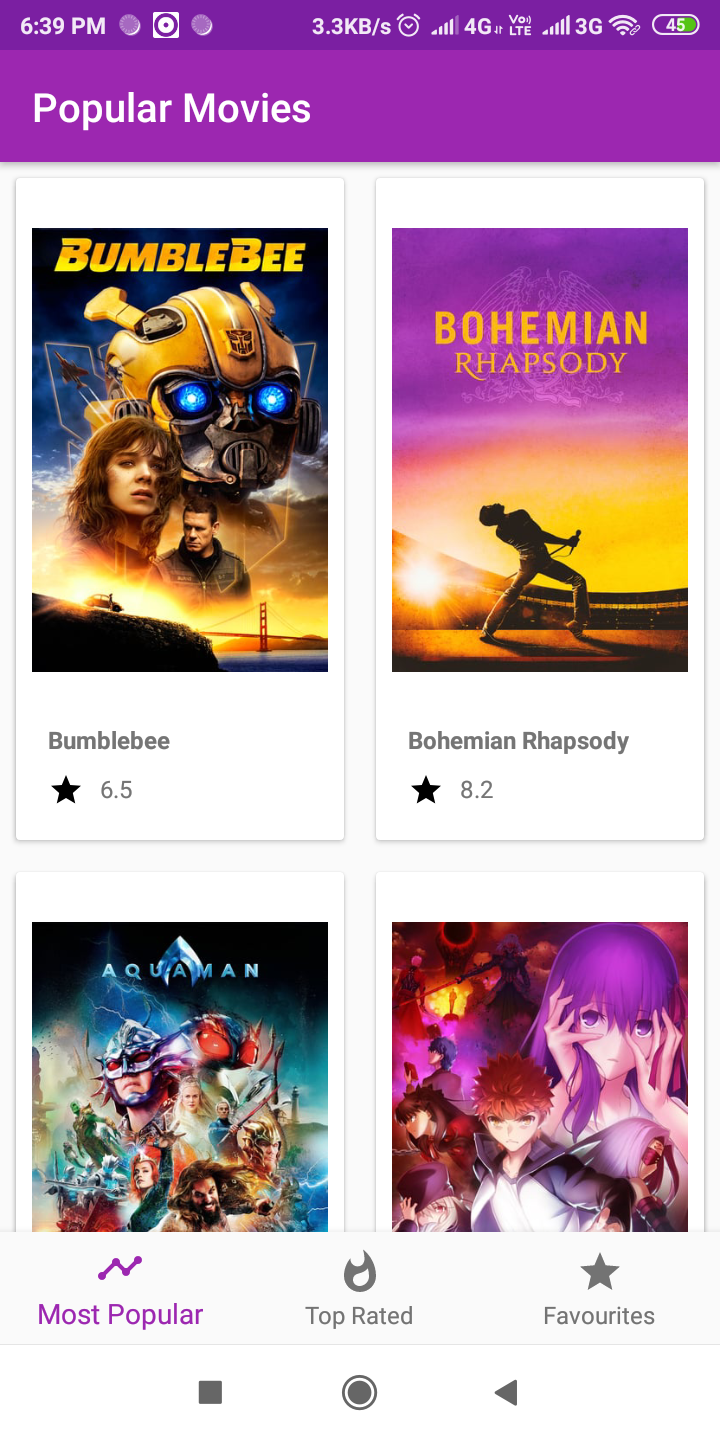 6:39 PM 3.3KB/s 4G Vo) LTE 3G 45
Popular Movies
BUMBLEBEE
BOHEMIAN
RHAPSODY
Bumblebee
Bohemian Rhapsody
6.5
8.2
AQUAMAN
Most Popular
Top Rated
Favourites